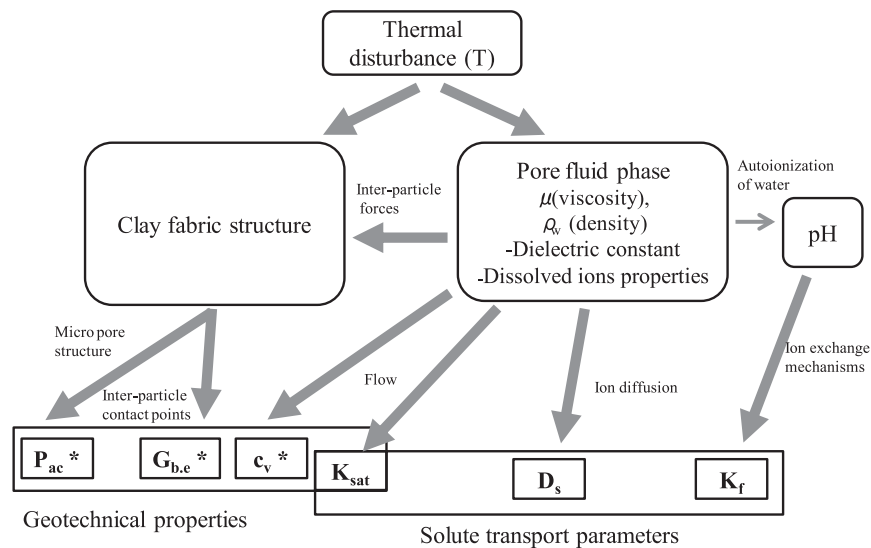 Thermal
disturbance (T)
Clay fabric structure
Inter-particle
forces
Pore fluid phase
μ(viscosity),
ρw (density)
-Dielectric constant
-Dissolved ions properties
Autoionization
of water
pH
Micro pore
structure
Inter-particle
contact points
Flow
Ion diffusion
Ion exchange
mechanisms
Pac *
Gb.e *
cv *
Ksat
Ds
Kf
Geotechnical properties
Solute transport parameters